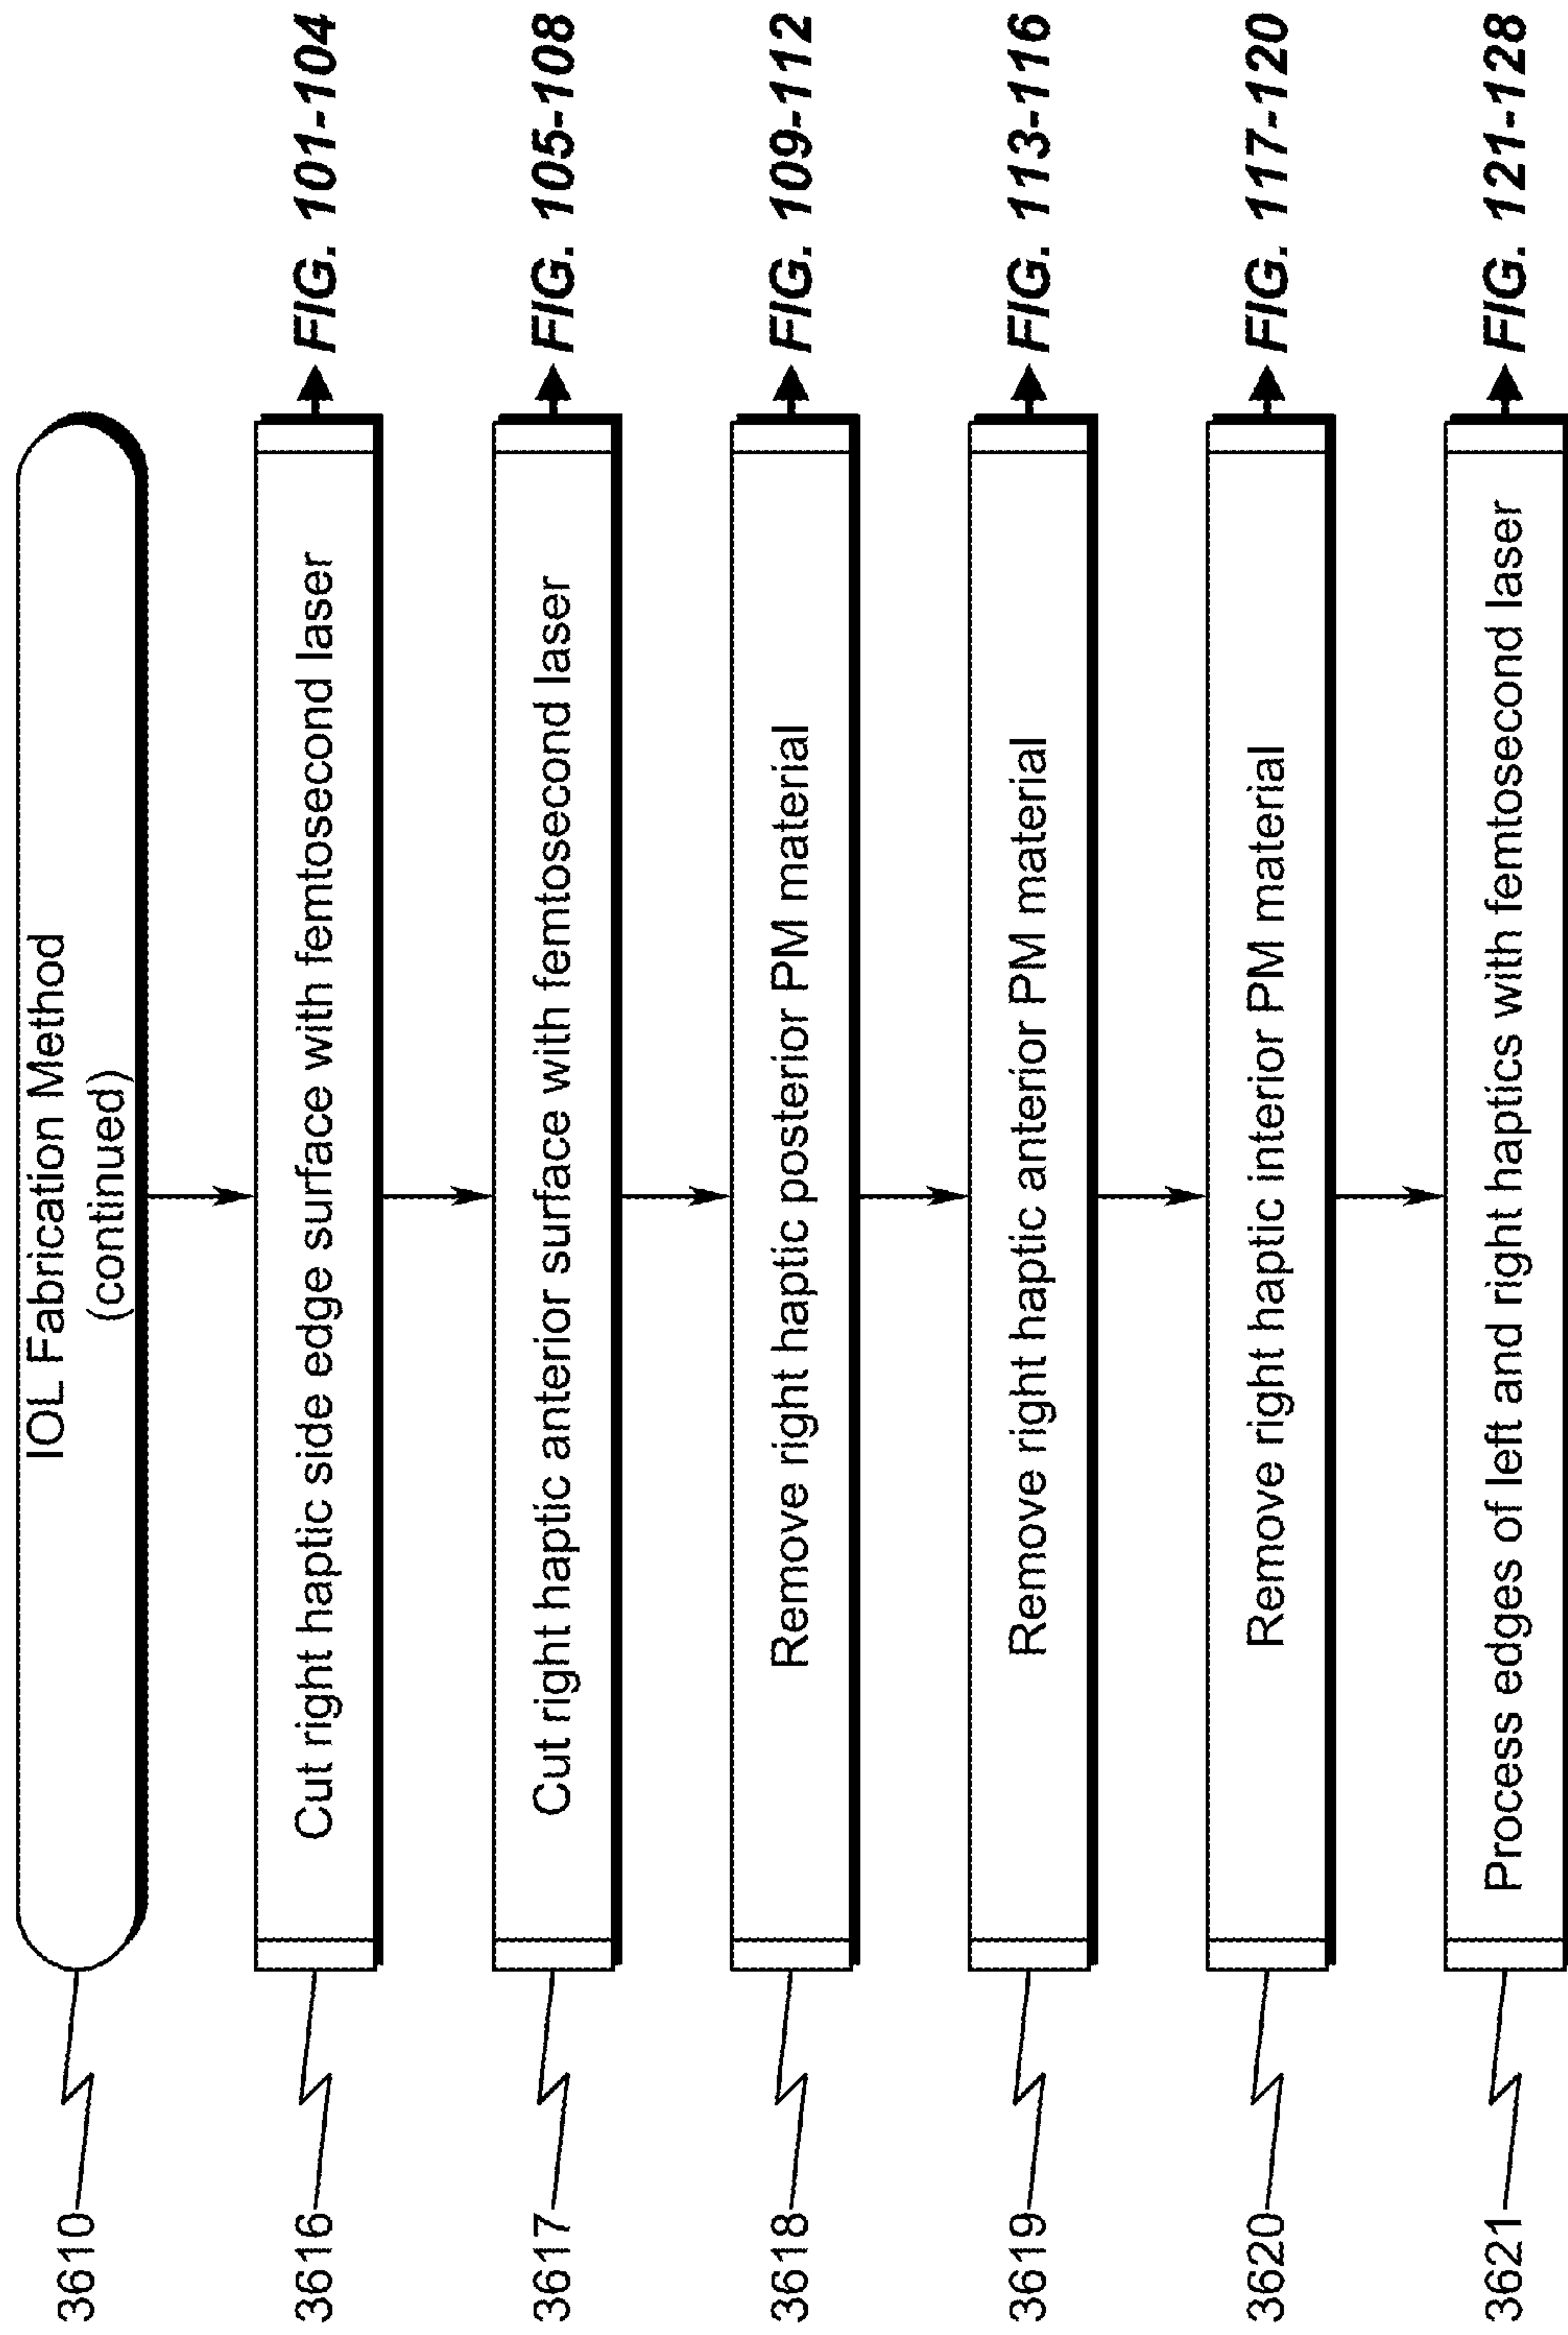 3610
IOL Fabrication Method
(continued)
3616
Cut right haptic side edge surface with femtosecond laser
FIG. 101-104
3617
Cut right haptic anterior surface with femtosecond laser
FIG. 105-108
3618
Remove right haptic posterior PM material
FIG. 109-112
3619
Remove right haptic anterior PM material
FIG. 113-116
3620
Remove right haptic interior PM material
FIG. 117-120
3621
Process edges of left and right haptics with femtosecond laser
FIG. 121-128